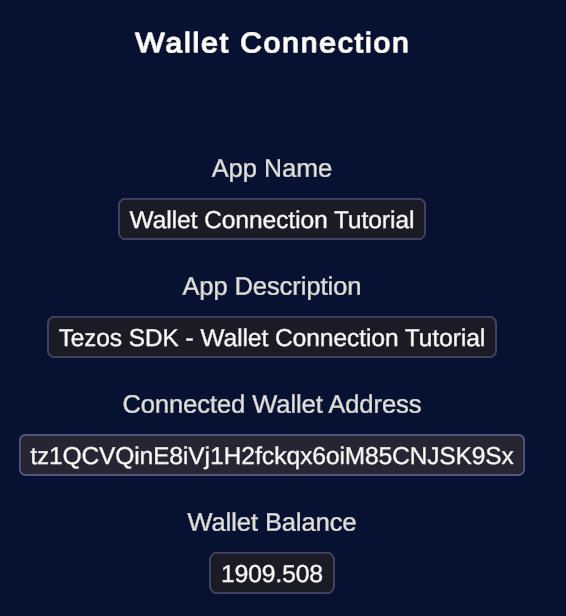 Wallet Connection
App Name
Wallet Connection Tutorial
App Description
Tezos SDK - Wallet Connection Tutorial
Connected Wallet Address
tz1QCVQinE8iVj1H2fckqx6oiM85CNJSK9Sx
Wallet Balance
1909.508